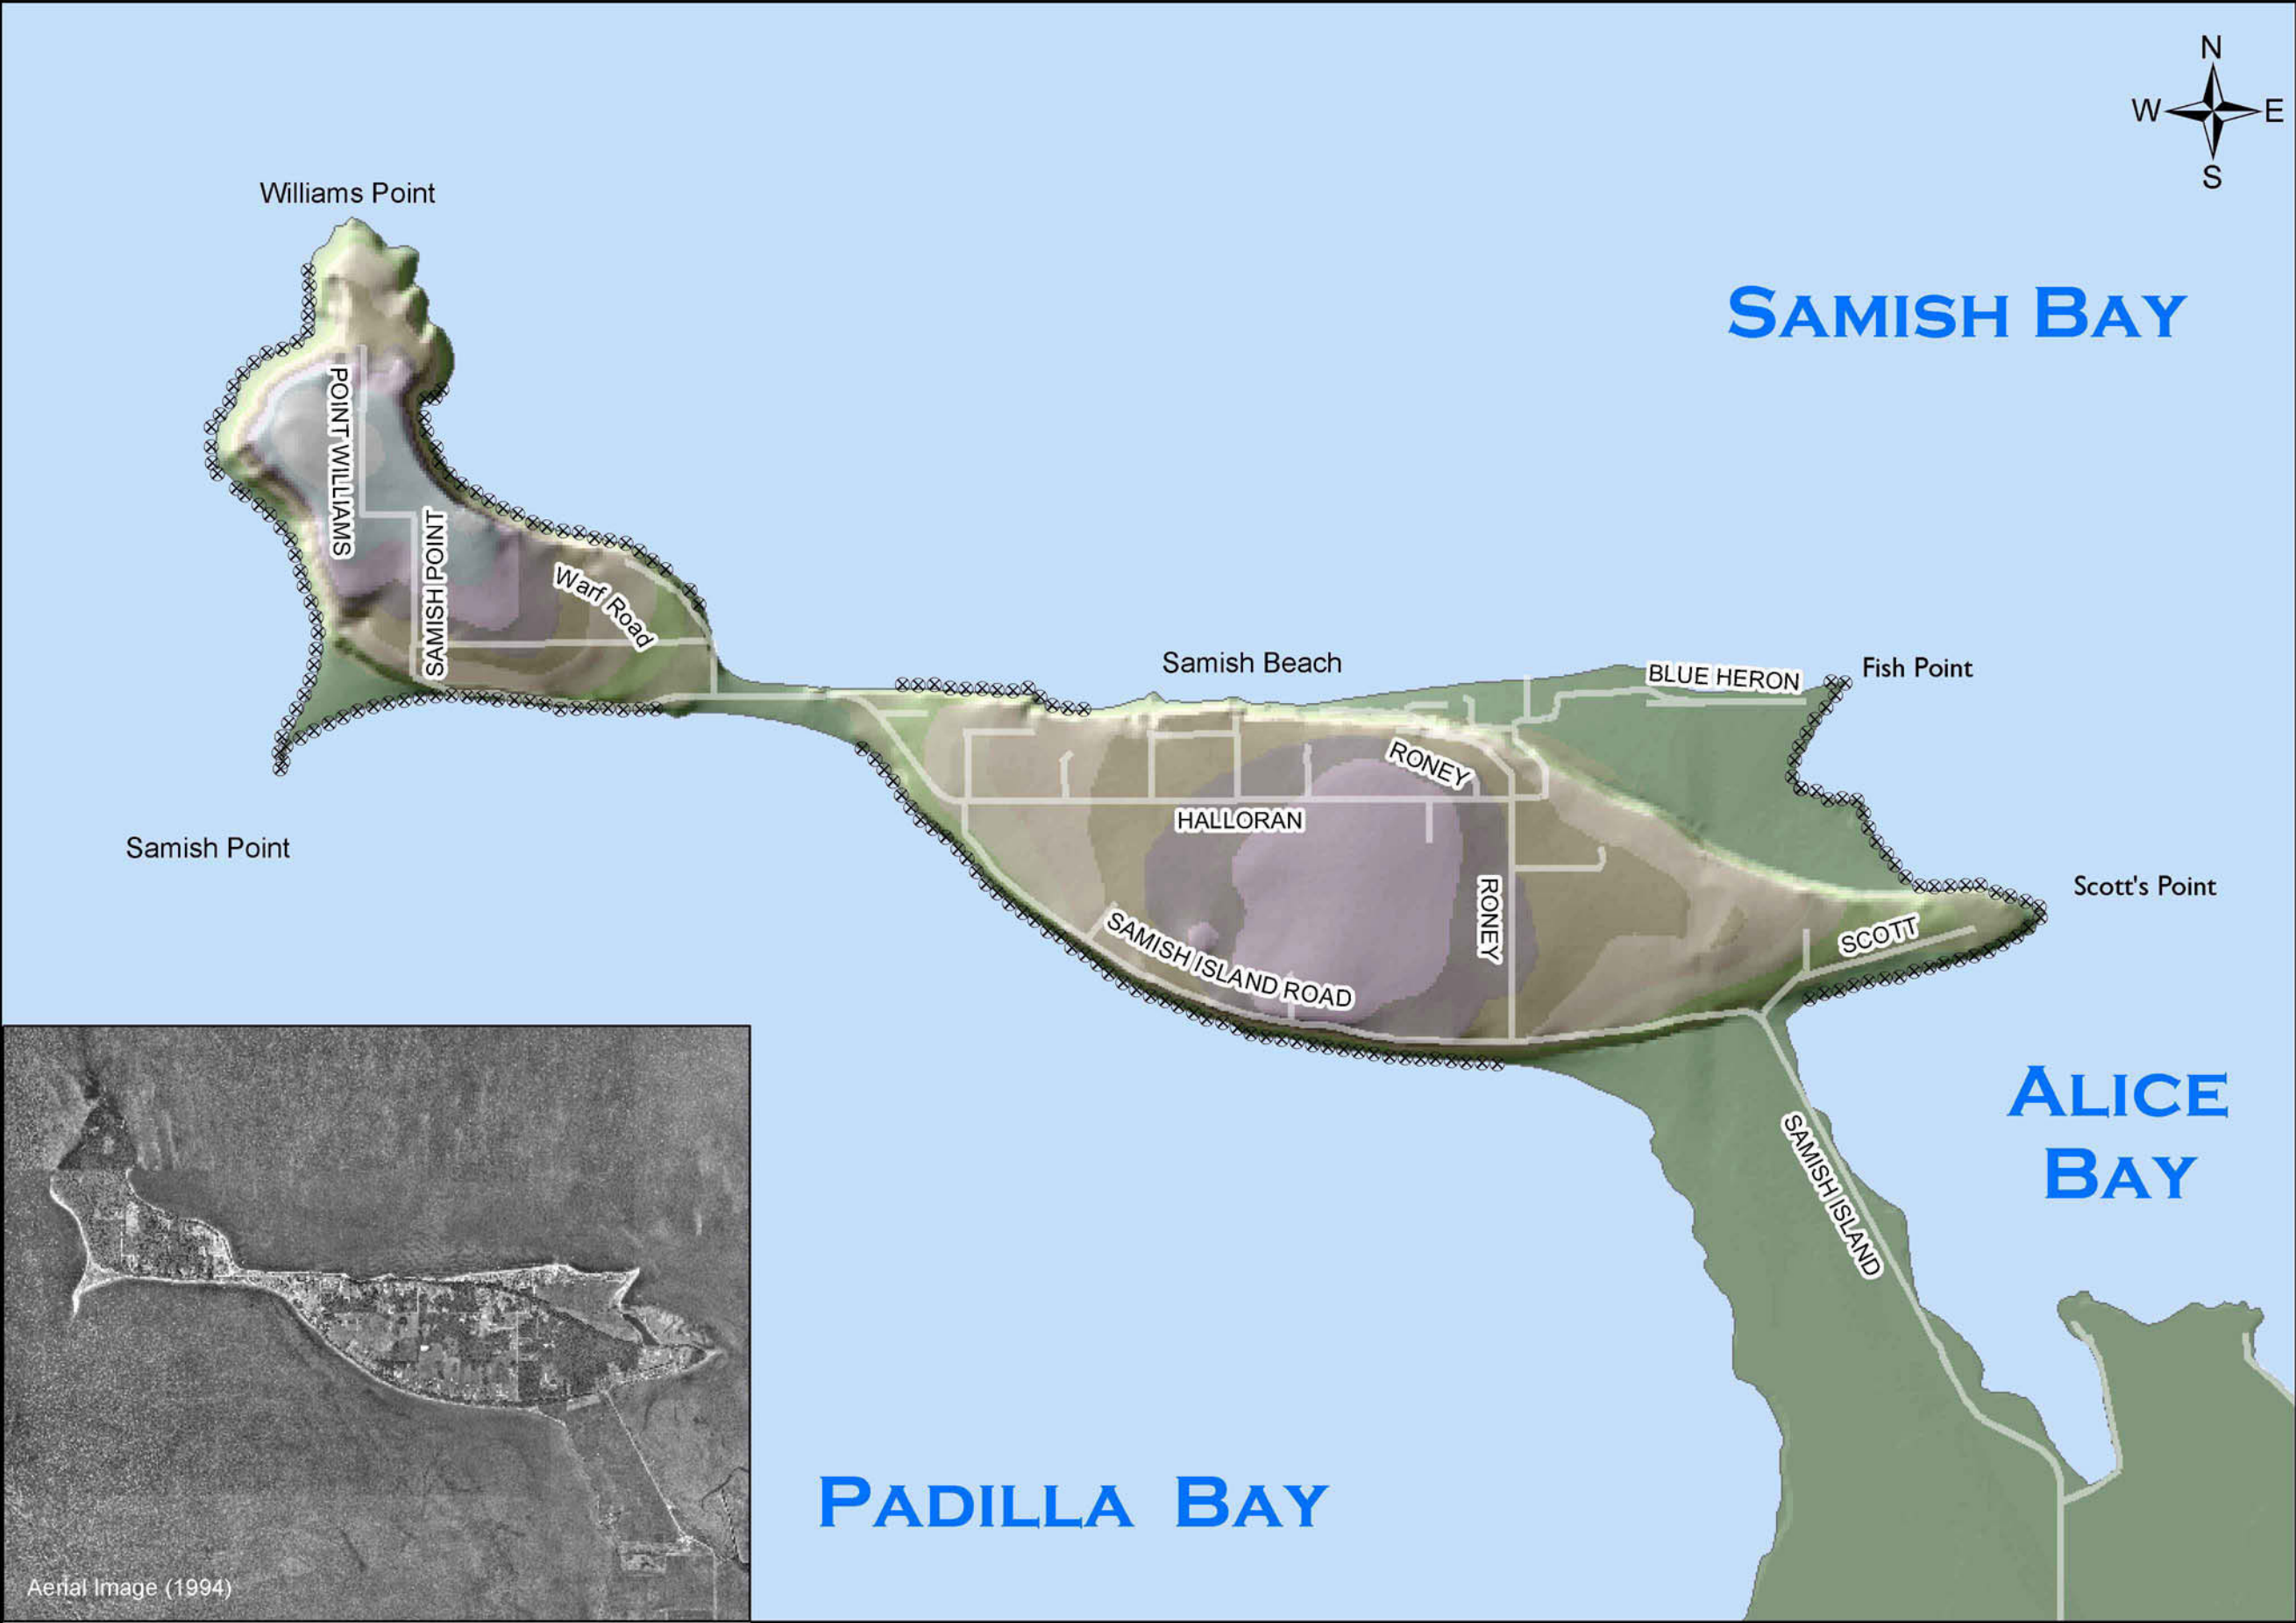 N
W E
S
Williams Point
SAMISH BAY
POINT WILLIAMS
SAMISH POINT
Warf Road
Samish Beach
BLUE HERON
Fish Point
RONEY
HALLORAN
Samish Point
RONEY
Scott's Point
SCOTT
SAMISH ISLAND ROAD
ALICE
BAY
SAMISH ISLAND
PADILLA BAY
Aerial Image (1994)